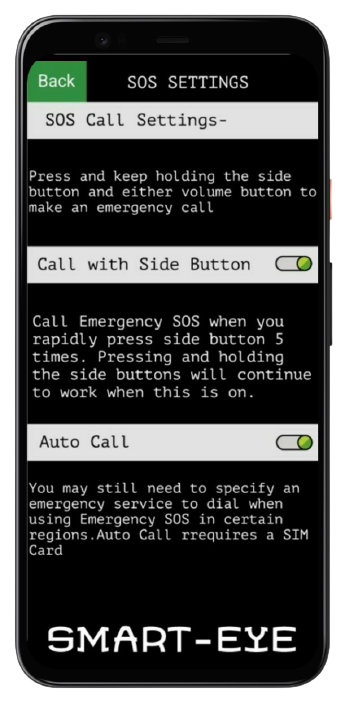 Back SOS SETTINGS
SOS Call Settings-
Press and keep holding the side
button and either volume button to
make an emergency call
Call with Side Button
Call Emergency SOS when you
rapidly press side button 5
times. Pressing and holding
the side buttons will continue
to work when this is on.
Auto Call
You may still need to specify an
emergency service to dial when
using Emergency SOS in certain
regions.Auto Call rrequires a SIM
Card
SMART-EYE